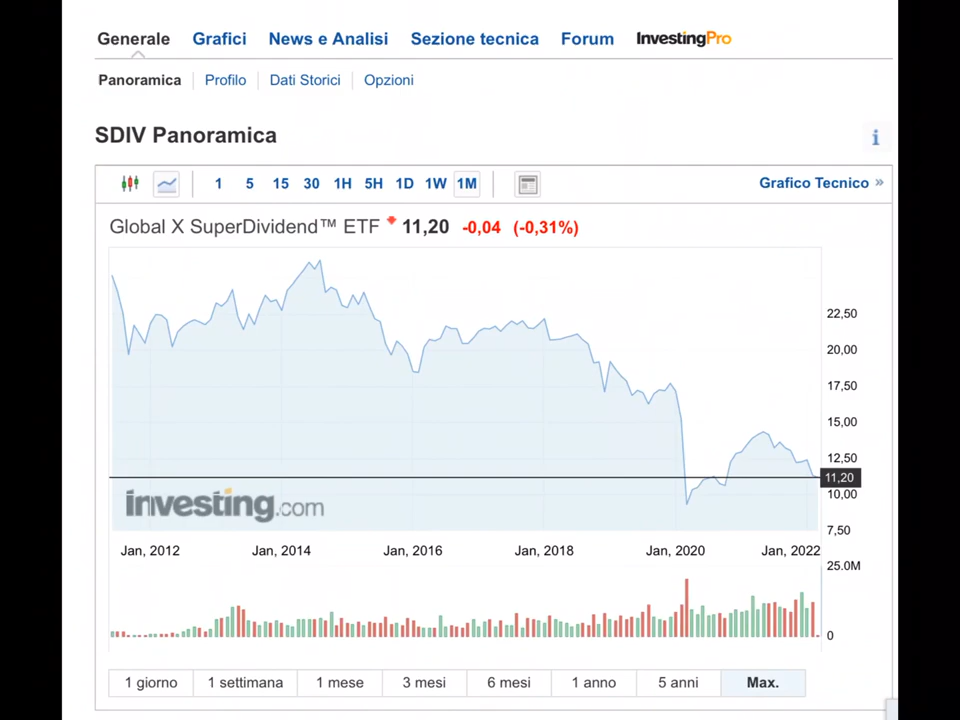 Generale Grafici News e Analisi Sezione tecnica Forum InvestingPro
Panoramica Profilo Dati Storici Opzioni
SDIV Panoramica
i
1 5 15 30 1H 5H 1D 1W 1M Grafico Tecnico »
Global X SuperDividend™ ETF 11,20 -0,04 (-0,31%)
22,50
20,00
17,50
15,00
12,50
11,20
10,00
7,50
investing.com
Jan, 2012 Jan, 2014 Jan, 2016 Jan, 2018 Jan, 2020 Jan, 2022
25.0M
0
1 giorno 1 settimana 1 mese 3 mesi 6 mesi 1 anno 5 anni Max.